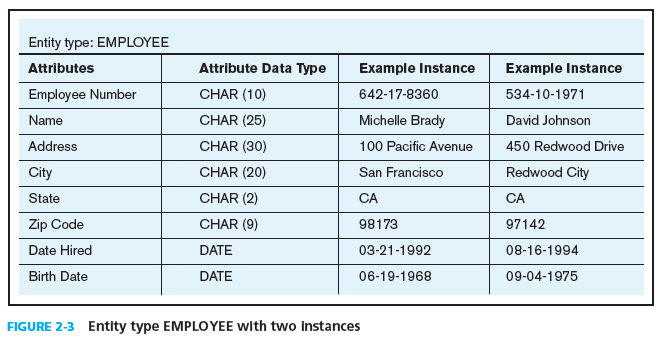 Entity type: EMPLOYEE
Attributes Attribute Data Type Example Instance Example Instance
Employee Number CHAR (10) 642-17-8360 534-10-1971
Name CHAR (25) Michelle Brady David Johnson
Address CHAR (30) 100 Pacific Avenue 450 Redwood Drive
City CHAR (20) San Francisco Redwood City
State CHAR (2) CA CA
Zip Code CHAR (9) 98173 97142
Date Hired DATE 03-21-1992 08-16-1994
Birth Date DATE 06-19-1968 09-04-1975
FIGURE 2-3 Entity type EMPLOYEE with two instances